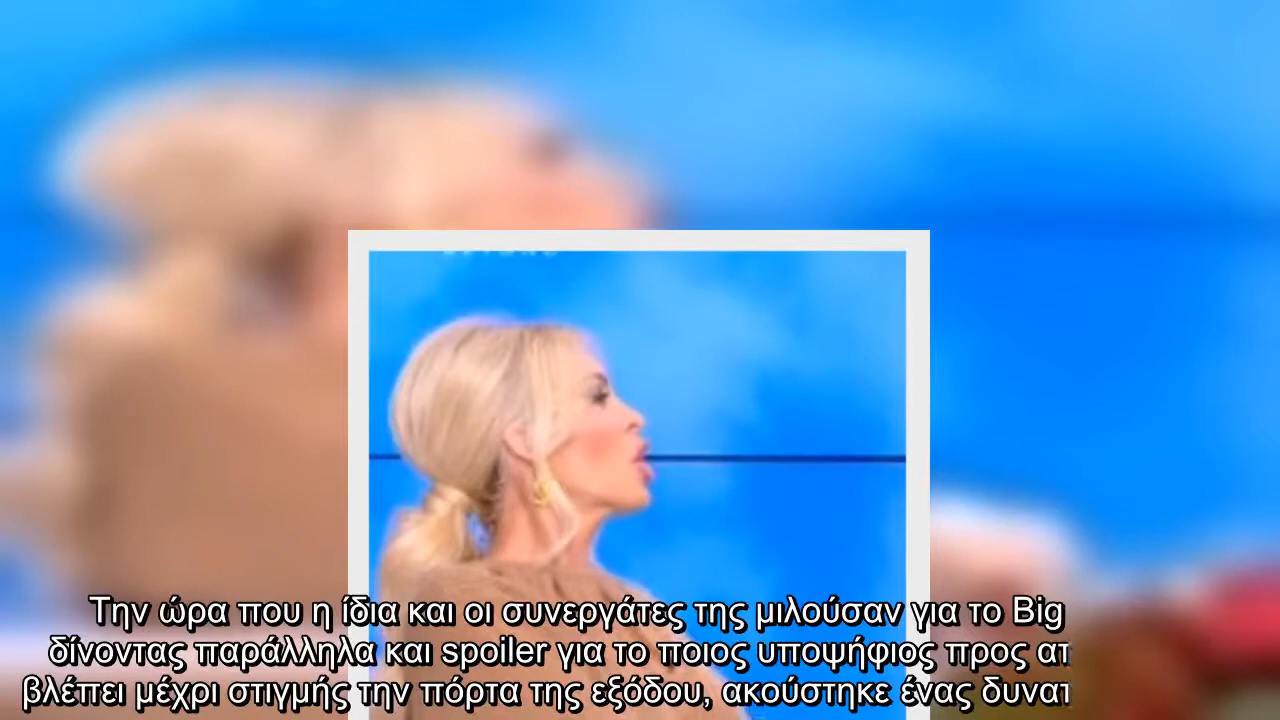 Την ώρα που η ίδια και οι συνεργάτες της μιλούσαν για το Big
δίνοντας παράλληλα και spoiler για το ποιος υποψήφιος προς
βλέπει μέχρι στιγμής την πόρτα της εξόδου, ακούστηκε ένας